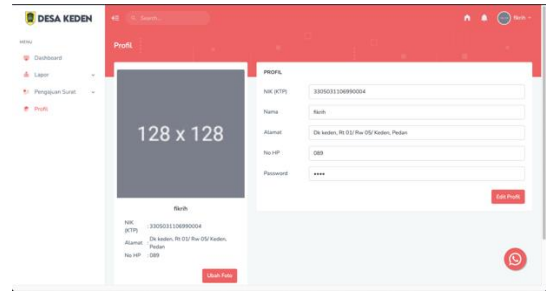 DESA KEDEN
Search...
fikrih
MENU
Dashboard
Lapor
Pengajuan Surat
Profil
Profil
128 x 128
fikrih
NIK (KTP) : 3305031106990004
Alamat : Dk keden, Rt 01/ Rw 05/ Keden, Pedan
No HP : 089
Ubah Foto
PROFIL
NIK (KTP) 3305031106990004
Nama fikrih
Alamat Dk keden, Rt 01/ Rw 05/ Keden, Pedan
No HP 089
Password ••••
Edit Profil